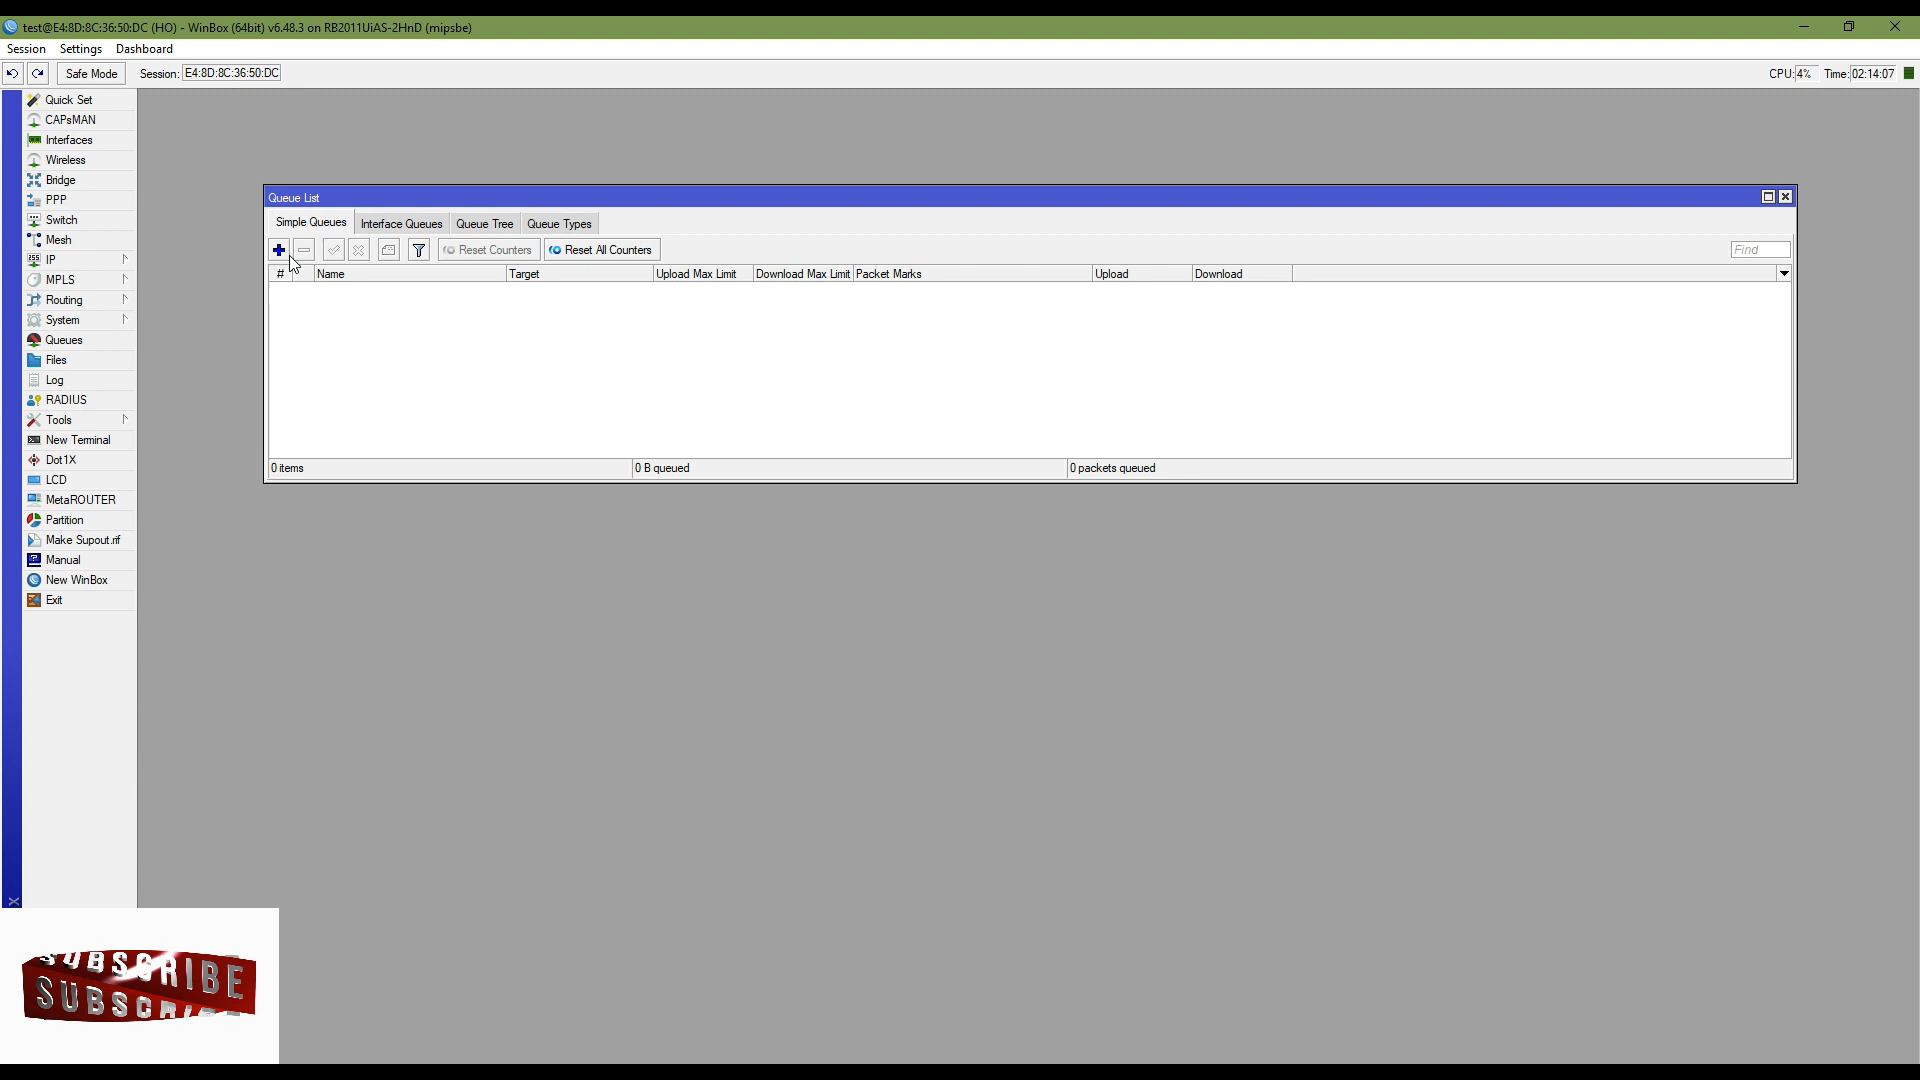 test@E4:8D:8C:36:50:DC (HO) - WinBox (64bit) v6.48.3 on RB2011UiAS-2HnD (mipsbe)
Session Settings Dashboard
Safe Mode Session: E4:8D:8C:36:50:DC CPU: 4% Time: 02:14:07
Quick Set
CAPsMAN
Interfaces
Wireless
Bridge
PPP
Switch
Mesh
IP
MPLS
Routing
System
Queues
Files
Log
RADIUS
Tools
New Terminal
Dot1X
LCD
MetaROUTER
Partition
Make Supout.rif
Manual
New WinBox
Exit
Queue List
Simple Queues Interface Queues Queue Tree Queue Types
Reset Counters Reset All Counters Find
# Name Target Upload Max Limit Download Max Limit Packet Marks Upload Download
0 items 0 B queued 0 packets queued
SUBSCRIBE
SUBSCRIBE